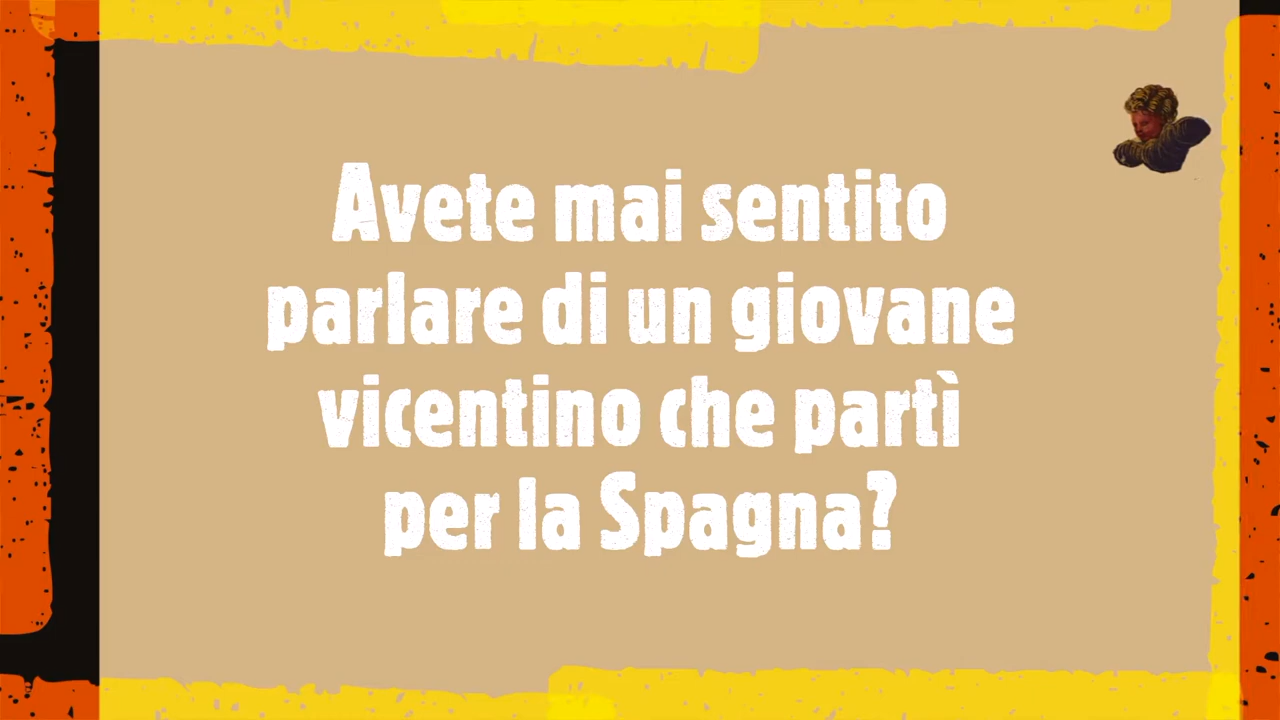 Avete mai sentito
parlare di un giovane
vicentino che partì
per la Spagna?